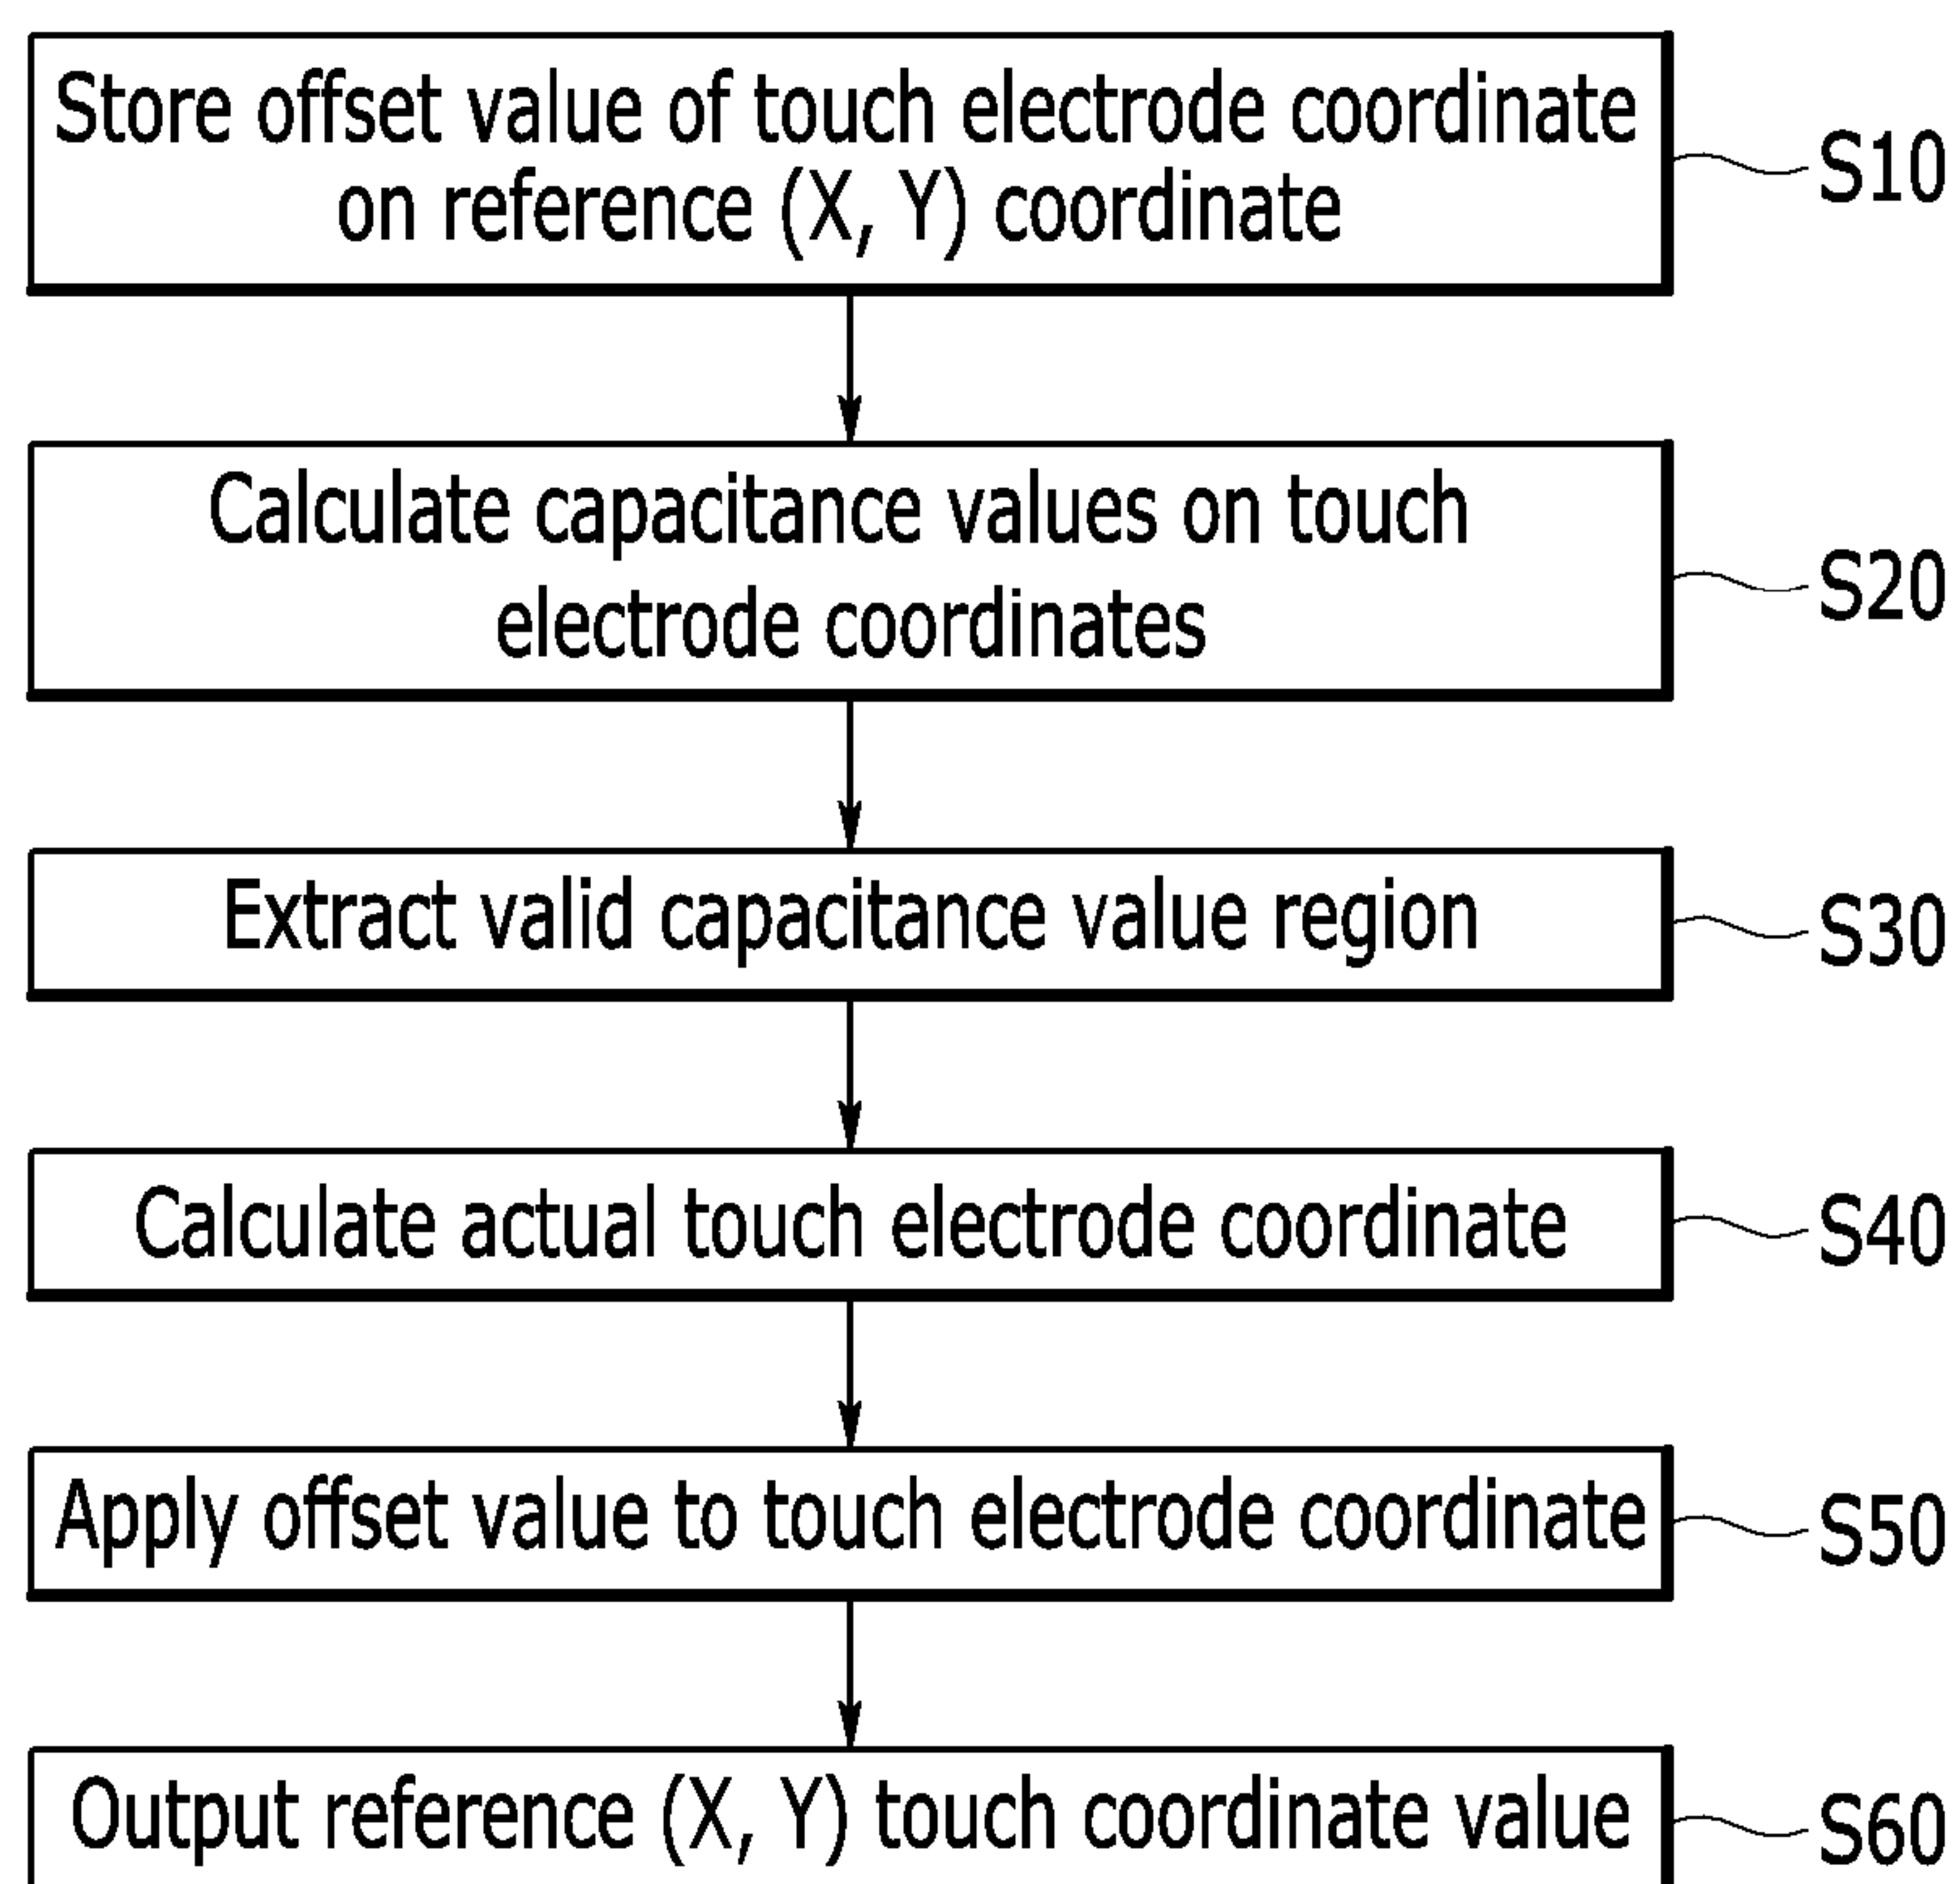 Store offset value of touch electrode coordinate
on reference (X, Y) coordinate
S10
Calculate capacitance values on touch
electrode coordinates
S20
Extract valid capacitance value region
S30
Calculate actual touch electrode coordinate
S40
Apply offset value to touch electrode coordinate
S50
Output reference (X, Y) touch coordinate value
S60